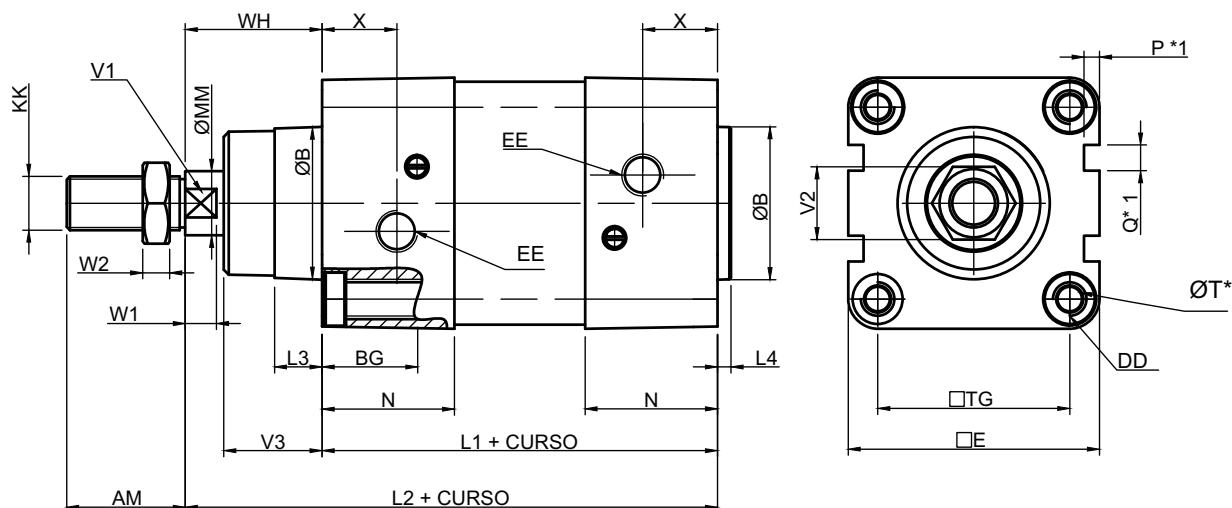 WH
X
X
P *1
V1
KK
ØMM
EE
ØB
ØB
V2
Q* 1
EE
W2
ØT*
W1
L3
BG
L4
DD
N
N
□TG
V3
L1 + CURSO
□E
AM
L2 + CURSO